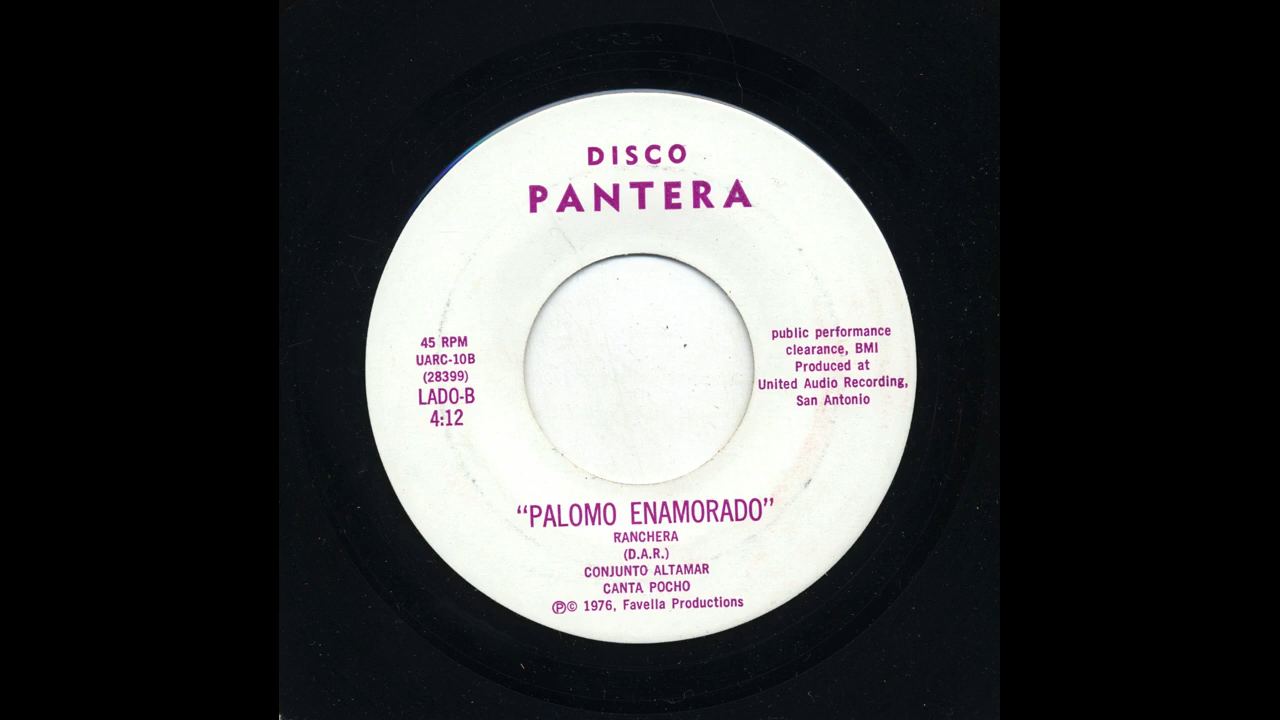 DISCO
PANTERA
45 RPM
UARC-10B
(28399)
LADO-B
4:12
public performance
clearance, BMI
Produced at
United Audio Recording,
San Antonio
“PALOMO ENAMORADO”
RANCHERA
(D.A.R.)
CONJUNTO ALTAMAR
CANTA POCHO
℗© 1976, Favella Productions